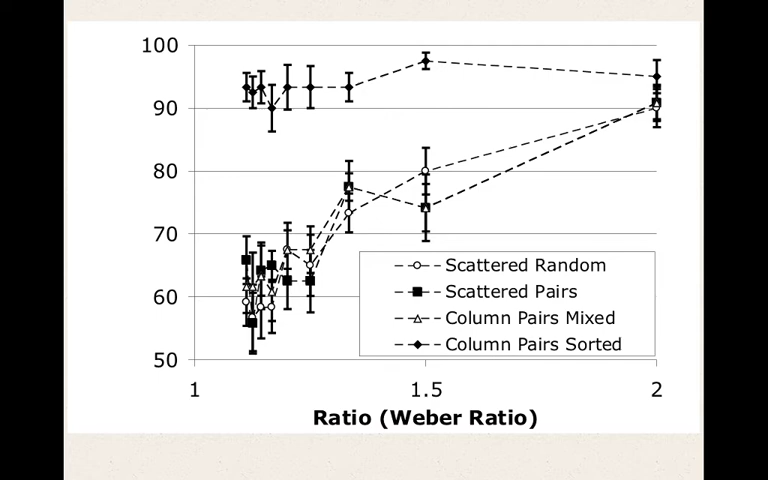 100
90
80
70
60
50
Scattered Random
Scattered Pairs
Column Pairs Mixed
Column Pairs Sorted
1 1.5 2
Ratio (Weber Ratio)